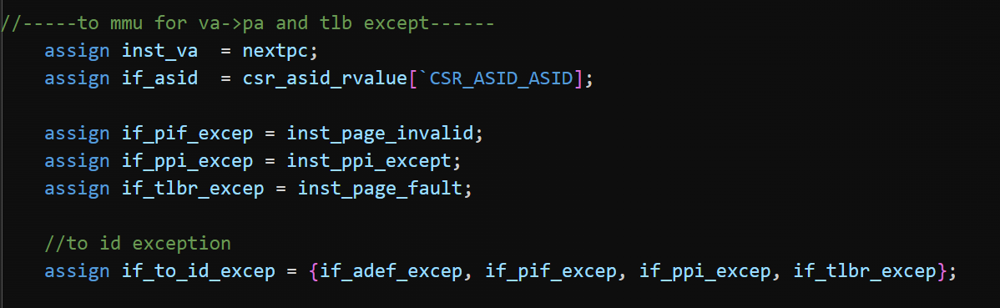 //-----to mmu for va->pa and tlb except------
assign inst_va  = nextpc;
assign if_asid  = csr_asid_rvalue[`CSR_ASID_ASID];
assign if_pif_excep = inst_page_invalid;
assign if_ppi_excep = inst_ppi_except;
assign if_tlbr_excep = inst_page_fault;
//to id exception
assign if_to_id_excep = {if_adef_excep, if_pif_excep, if_ppi_excep, if_tlbr_excep};